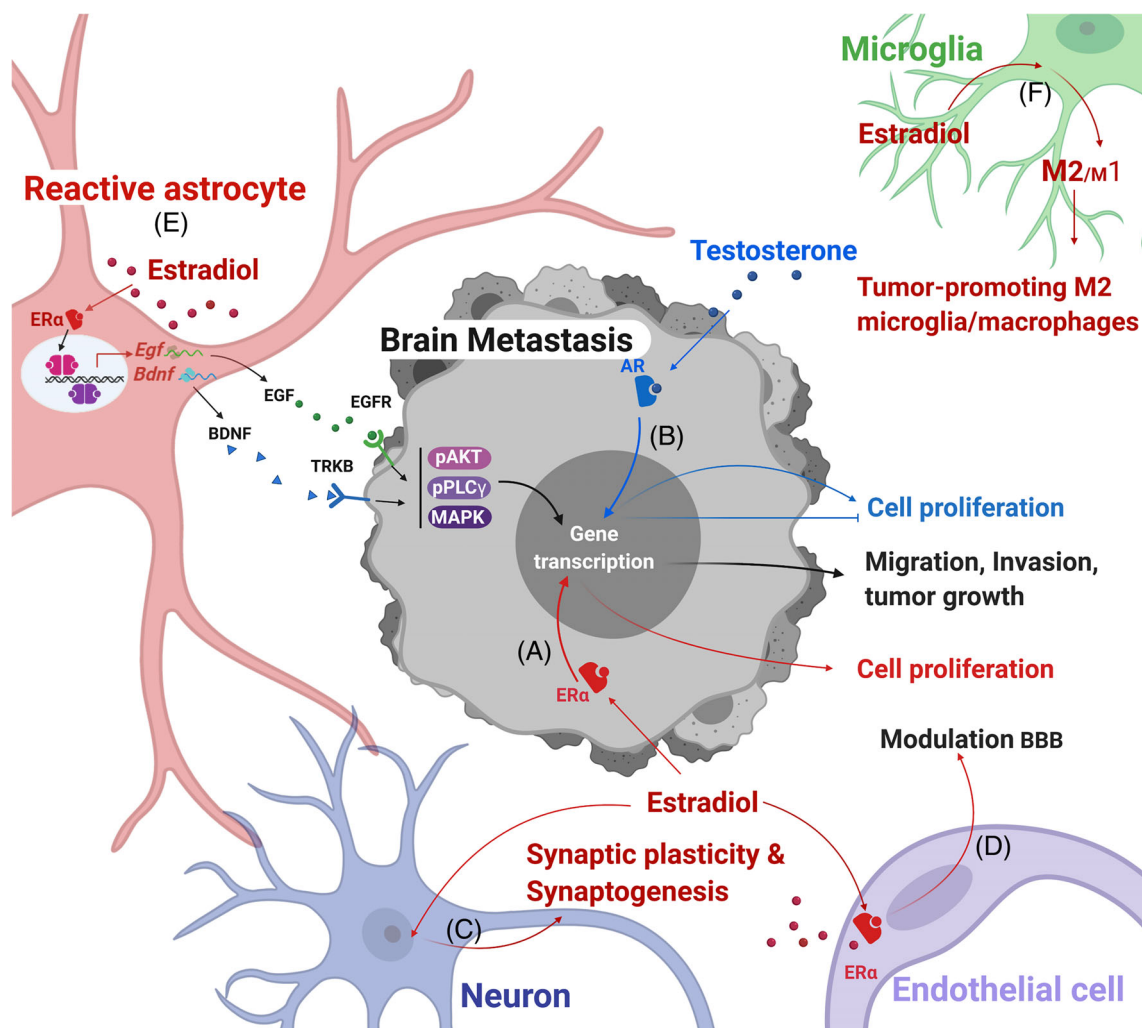 Microglia
(F)
Estradiol
M2/M1
Tumor-promoting M2
microglia/macrophages
Reactive astrocyte
(E)
Estradiol
ERα
Egf
Bdnf
EGF
BDNF
EGFR
TRKB
Testosterone
Brain Metastasis
AR
(B)
pAKT
pPLCγ
MAPK
Gene
transcription
Cell proliferation
Migration, Invasion,
tumor growth
(A)
ERα
Cell proliferation
Modulation BBB
Estradiol
Synaptic plasticity &
Synaptogenesis
(C)
(D)
ERα
Neuron
Endothelial cell